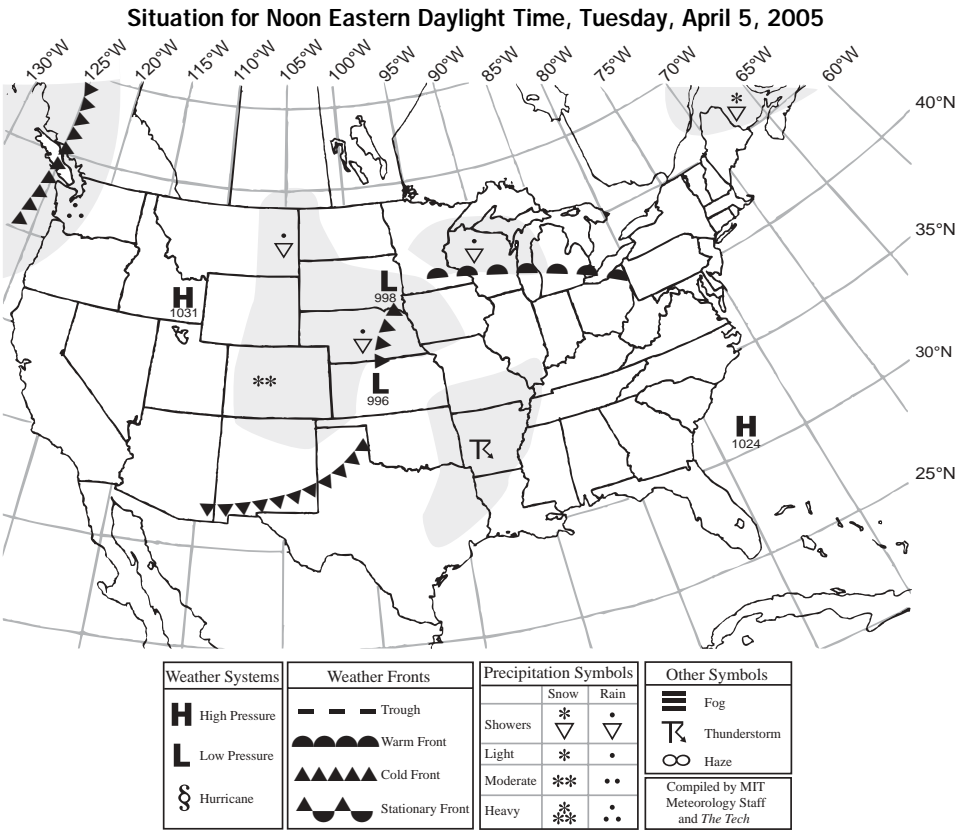 Situation for Noon Eastern Daylight Time, Tuesday, April 5, 2005
130°W 125°W 120°W 115°W 110°W 105°W 100°W 95°W 90°W 85°W 80°W 75°W 70°W 65°W 60°W
40°N
35°N
30°N
25°N
H
1031
L
998
L
996
H
1024
Weather Systems
H High Pressure
L Low Pressure
§ Hurricane
Weather Fronts
Trough
Warm Front
Cold Front
Stationary Front
Precipitation Symbols
Snow Rain
Showers
Light
Moderate
Heavy
Other Symbols
Fog
Thunderstorm
Haze
Compiled by MIT
Meteorology Staff
and The Tech